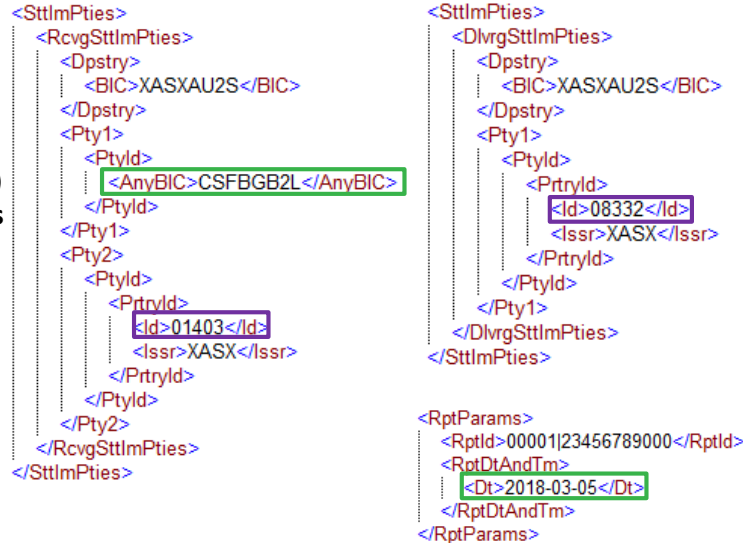 <SttlmPties>
<RcvgSttlmPties>
<Dpstry>
<BIC>XASXAU2S</BIC>
</Dpstry>
<Pty1>
<PtyId>
<AnyBIC>CSFBGB2L</AnyBIC>
</PtyId>
</Pty1>
<Pty2>
<PtyId>
<PrtryId>
<Id>01403</Id>
<Issr>XASX</Issr>
</PrtryId>
</PtyId>
</Pty2>
</RcvgSttlmPties>
</SttlmPties>
)
s
<SttlmPties>
<DlvrgSttlmPties>
<Dpstry>
<BIC>XASXAU2S</BIC>
</Dpstry>
<Pty1>
<PtyId>
<PrtryId>
<Id>08332</Id>
<Issr>XASX</Issr>
</PrtryId>
</PtyId>
</Pty1>
</DlvrgSttlmPties>
</SttlmPties>
<RptParams>
<RptId>00001|23456789000</RptId>
<RptDtAndTm>
<Dt>2018-03-05</Dt>
</RptDtAndTm>
</RptParams>